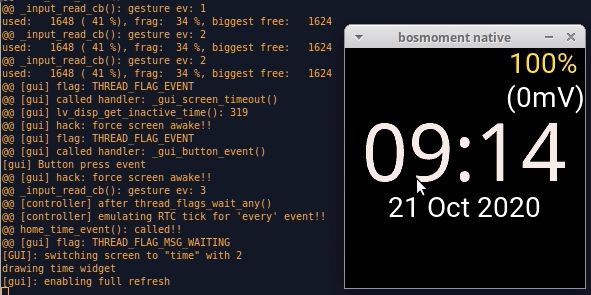 @@ _input_read_cb(): gesture ev: 1
used:   1648 ( 41 %), frag:  34 %, biggest free:   1624
@@ _input_read_cb(): gesture ev: 2
used:   1648 ( 41 %), frag:  34 %, biggest free:   1624
@@ _input_read_cb(): gesture ev: 2
used:   1648 ( 41 %), frag:  34 %, biggest free:   1624
@@ [gui] flag: THREAD_FLAG_EVENT
@@ [gui] called handler: _gui_screen_timeout()
@@ [gui] lv_disp_get_inactive_time(): 319
@@ [gui] hack: force screen awake!!
@@ [gui] flag: THREAD_FLAG_EVENT
@@ [gui] called handler: _gui_button_event()
[gui] Button press event
@@ [gui] hack: force screen awake!!
@@ _input_read_cb(): gesture ev: 3
@@ [controller] after thread_flags_wait_any()
@@ [controller] emulating RTC tick for 'every' event!!
@@ home_time_event(): called!!
@@ [gui] flag: THREAD_FLAG_MSG_WAITING
[GUI]: switching screen to "time" with 2
drawing time widget
[gui]: enabling full refresh
bosmoment native
100%
(0mV)
09:14
21 Oct 2020